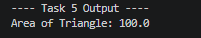 ---- Task 5 Output ----
Area of Triangle: 100.0